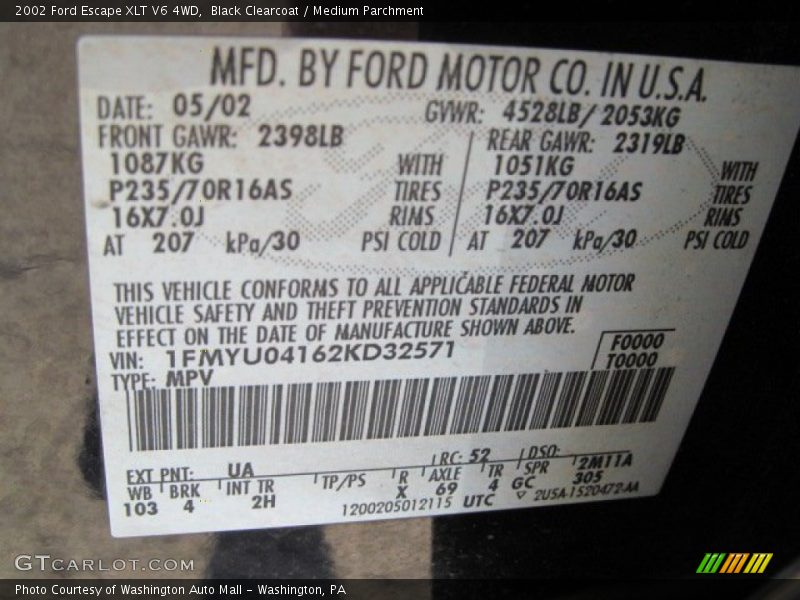 2002 Ford Escape XLT V6 4WD, Black Clearcoat / Medium Parchment
MFD. BY FORD MOTOR CO. IN U.S.A.
DATE: 05/02 GVWR: 4528LB/ 2053KG
FRONT GAWR: 2398LB REAR GAWR: 2319LB
1087KG WITH 1051KG WITH
P235/70R16AS TIRES P235/70R16AS TIRES
16X7.0J RIMS 16X7.0J RIMS
AT 207 kPa/30 PSI COLD AT 207 kPa/30 PSI COLD
THIS VEHICLE CONFORMS TO ALL APPLICABLE FEDERAL MOTOR
VEHICLE SAFETY AND THEFT PREVENTION STANDARDS IN
EFFECT ON THE DATE OF MANUFACTURE SHOWN ABOVE.
VIN: 1FMYU04162KD32571 F0000
TYPE: MPV T0000
EXT PNT: UA RC: 52 DSO:
WB BRK INT TR TP/PS R AXLE TR SPR 2M11A
103 4 2H X 69 4 GC 305
1200205012115 UTC 2U5A-1520472-AA
GTCARLOT.COM
Photo Courtesy of Washington Auto Mall - Washington, PA